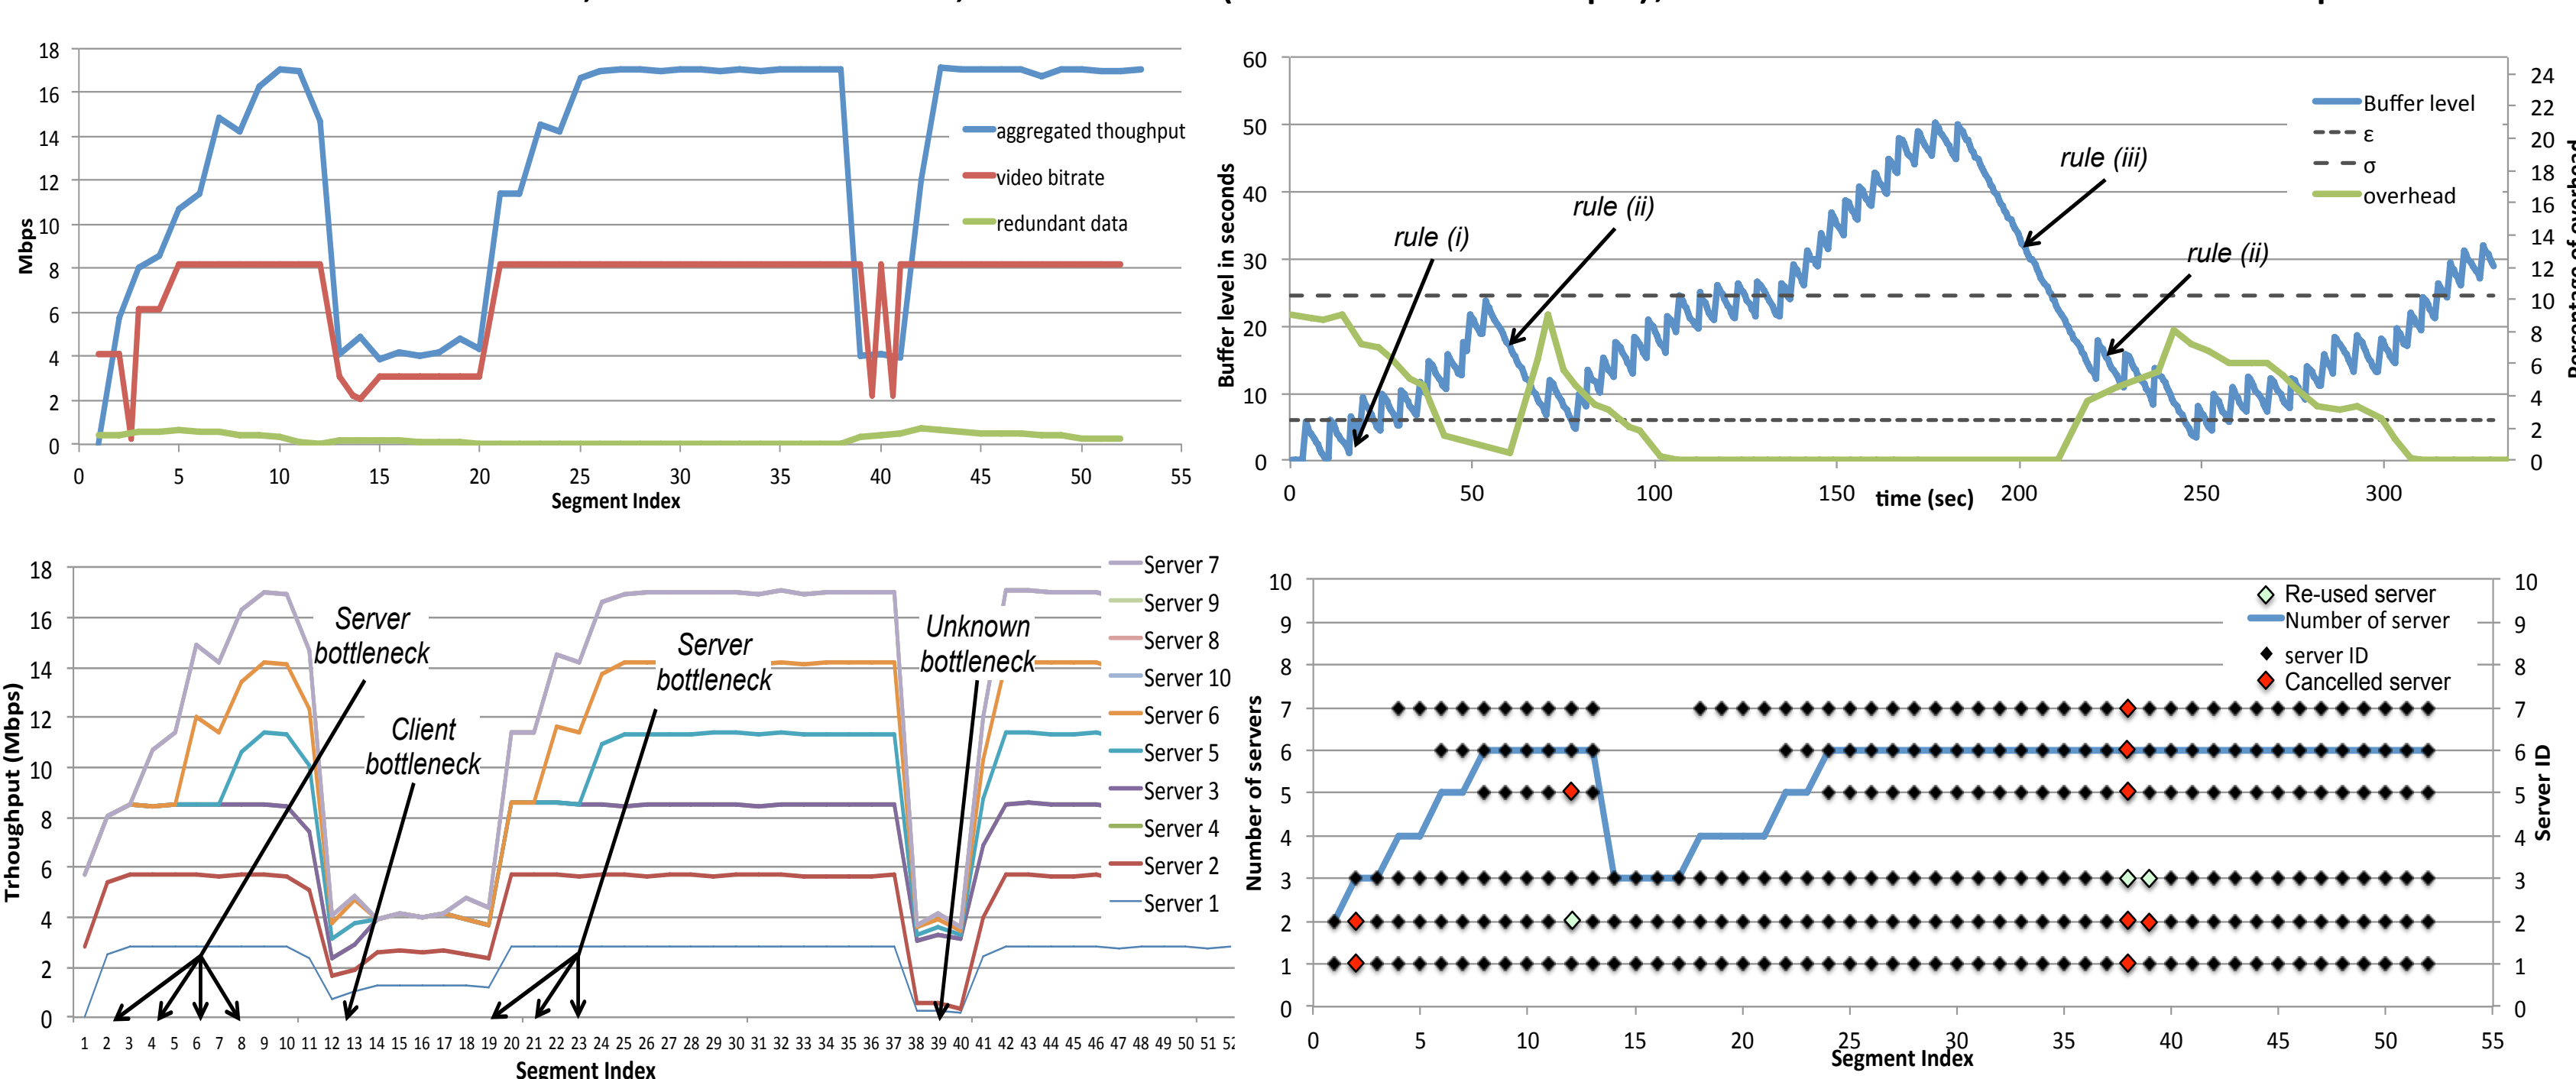 18
16
14
12
10
8
6
4
2
0
Mbps
0 5 10 15 20 25 30 35 40 45 50 55
Segment Index
aggregated thoughput
video bitrate
redundant data
60
50
40
30
20
10
0
Buffer level in seconds
0 50 100 150 200 250 300
time (sec)
24
22
20
18
16
14
12
10
8
6
4
2
0
Percentage of overhead
Buffer level
ε
σ
overhead
rule (i)
rule (ii)
rule (iii)
rule (ii)
18
16
14
12
10
8
6
4
2
0
Trhoughput (Mbps)
1 2 3 4 5 6 7 8 9 10 11 12 13 14 15 16 17 18 19 20 21 22 23 24 25 26 27 28 29 30 31 32 33 34 35 36 37 38 39 40 41 42 43 44 45 46 47 48 49 50 51 52
Segment Index
Server
bottleneck
Client
bottleneck
Server
bottleneck
Unknown
bottleneck
Server 7
Server 9
Server 8
Server 10
Server 6
Server 5
Server 3
Server 4
Server 2
Server 1
10
9
8
7
6
5
4
3
2
1
0
Number of servers
0 5 10 15 20 25 30 35 40 45 50 55
Segment Index
10
9
8
7
6
5
4
3
2
1
0
Server ID
Re-used server
Number of server
server ID
Cancelled server